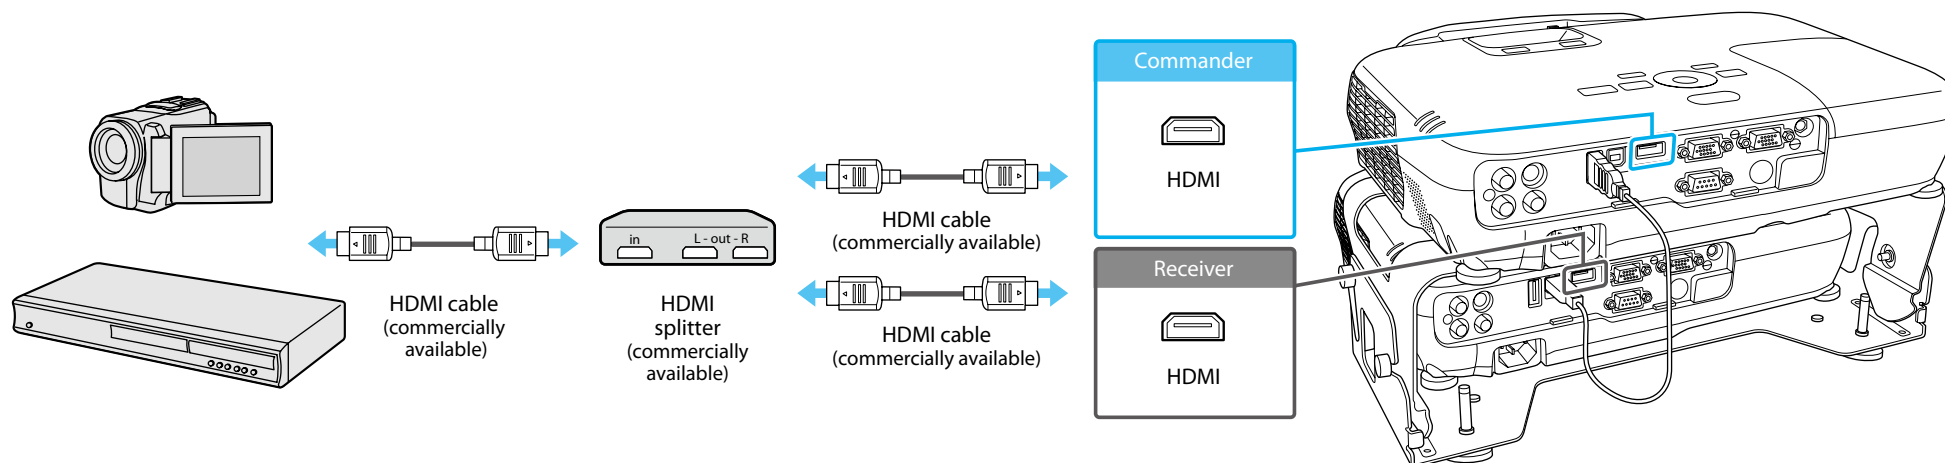 HDMI cable
(commercially
available)
in
L - out - R
HDMI
splitter
(commercially
available)
HDMI cable
(commercially available)
HDMI cable
(commercially available)
Commander
HDMI
Receiver
HDMI